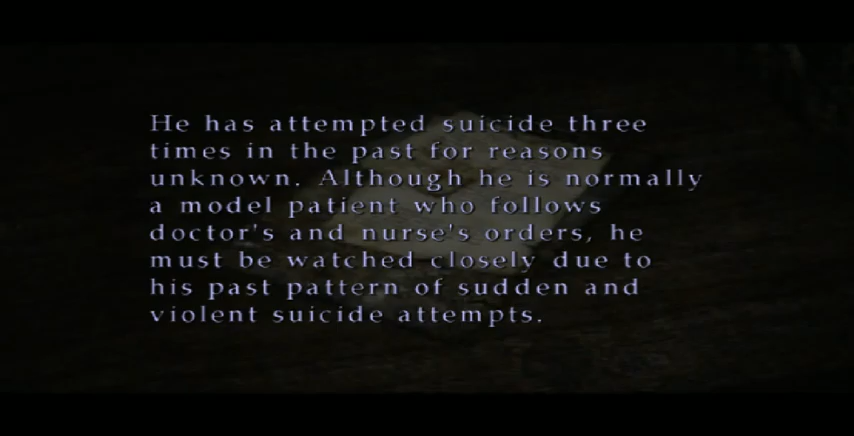 He has attempted suicide three
times in the past for reasons
unknown. Although he is normally
a model patient who follows
doctor's and nurse's orders, he
must be watched closely due to
his past pattern of sudden and
violent suicide attempts.